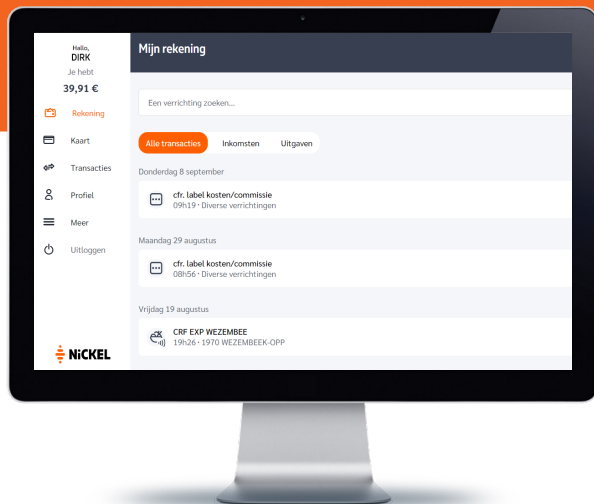 Hallo,
DIRK
Je hebt
39,91 €
Rekening
Kaart
Transacties
Profiel
Meer
Uitloggen
NiCKEL
Mijn rekening
Een verrichting zoeken...
Alle transacties Inkomsten Uitgaven
Donderdag 8 september
cfr. label kosten/commissie
09h19 · Diverse verrichtingen
Maandag 29 augustus
cfr. label kosten/commissie
08h56 · Diverse verrichtingen
Vrijdag 19 augustus
CRF EXP WEZEMBEE
19h26 · 1970 WEZEMBEEK-OPP